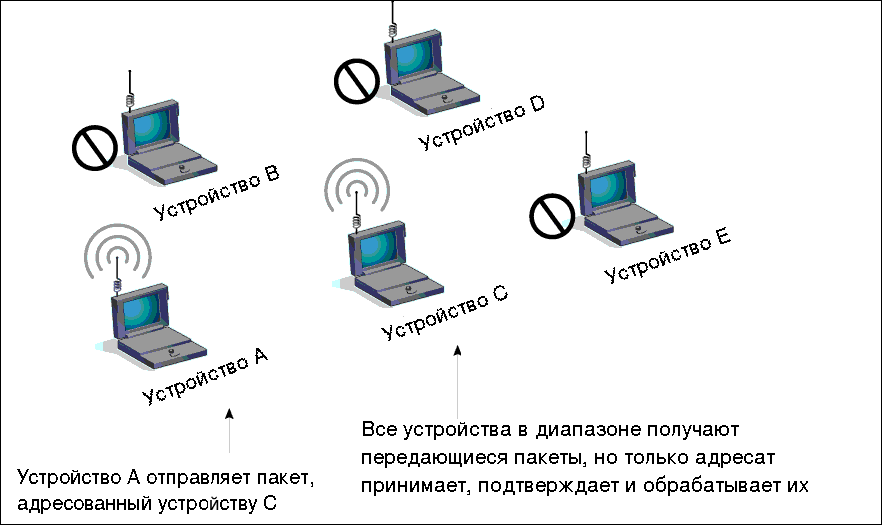 Устройство D
Устройство B
Устройство E
Устройство C
Устройство A
Все устройства в диапазоне получают
передающиеся пакеты, но только адресат
принимает, подтверждает и обрабатывает их
Устройство A отправляет пакет,
адресованный устройству C